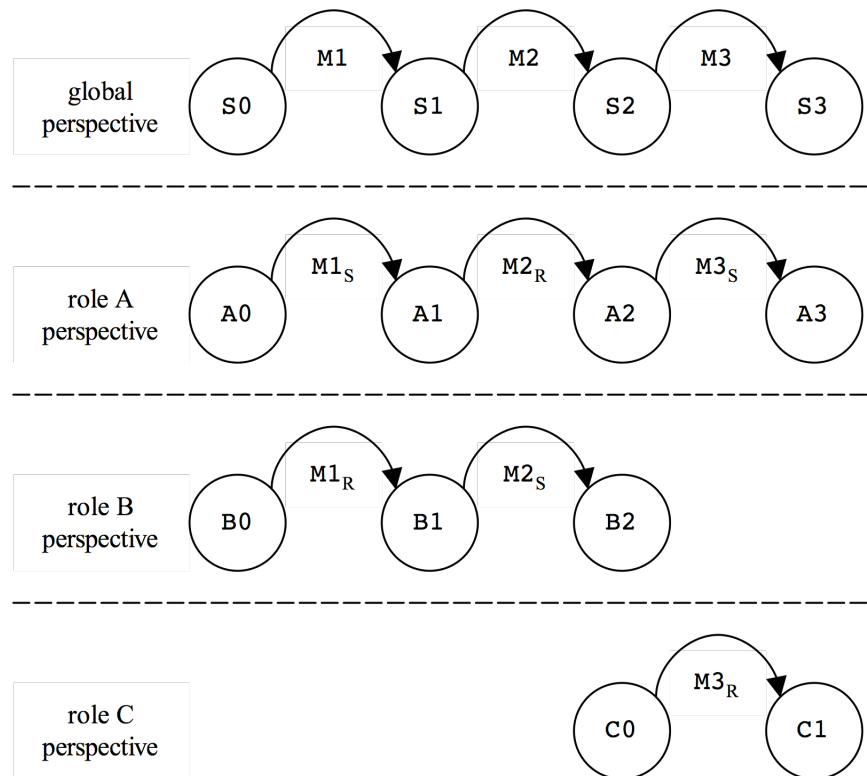 global
perspective
S0 M1 S1 M2 S2 M3 S3
role A
perspective
A0 M1S A1 M2R A2 M3S A3
role B
perspective
B0 M1R B1 M2S B2
role C
perspective
C0 M3R C1